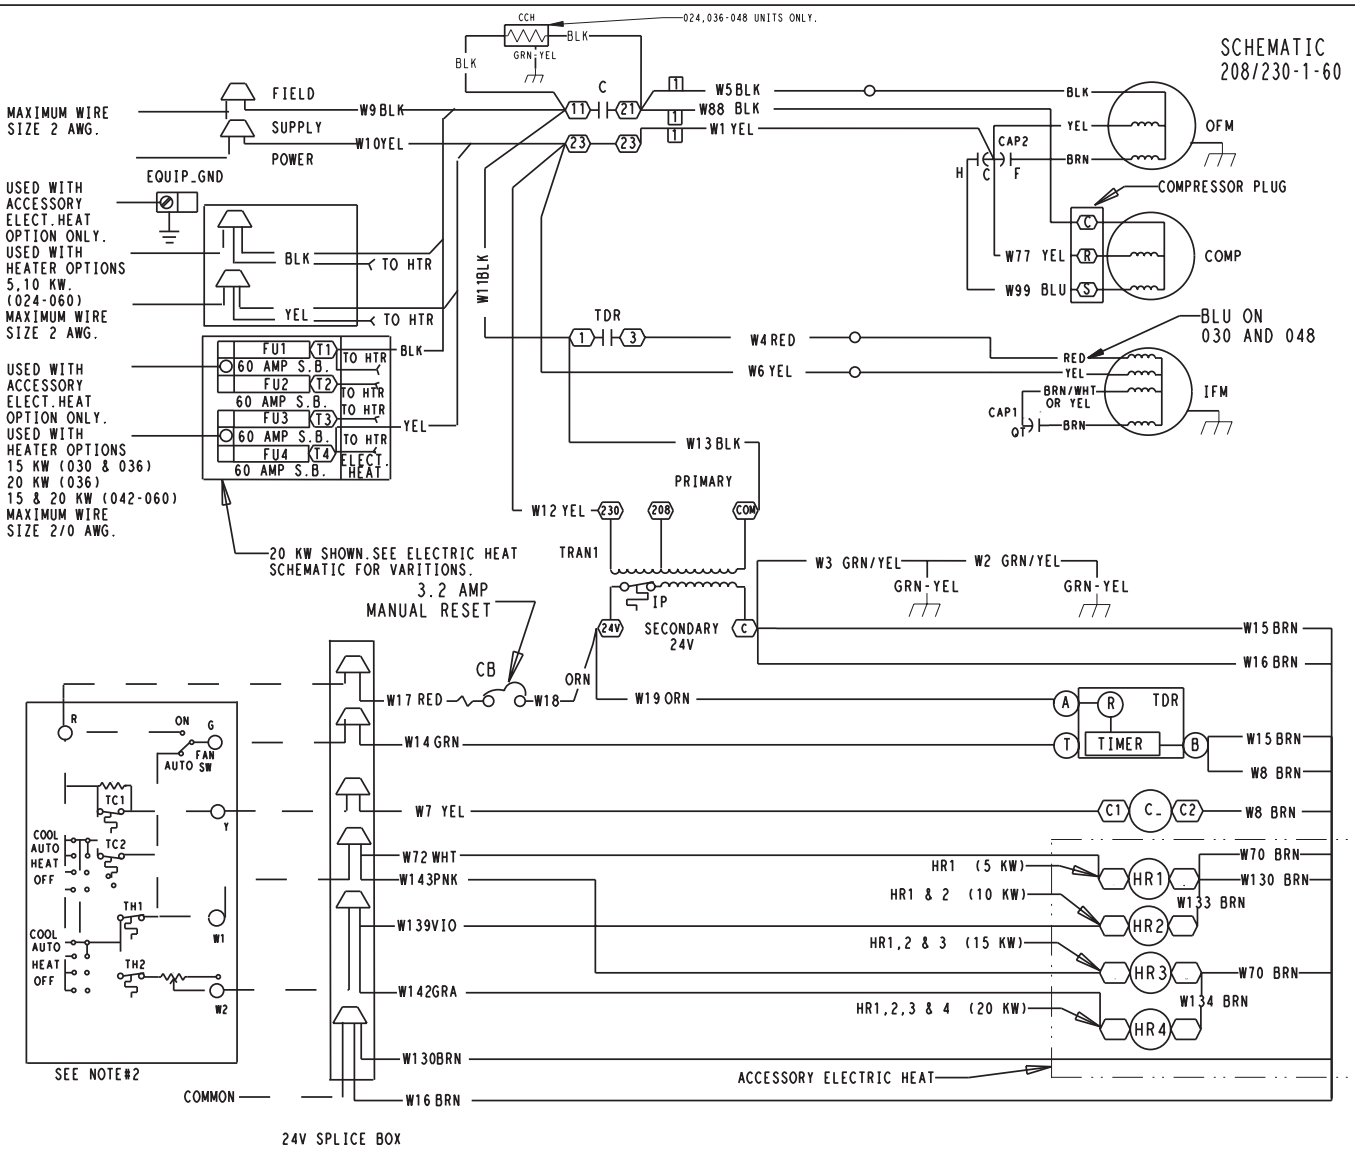 CCH
024,036-048 UNITS ONLY.
BLK
GRN-YEL
BLK
SCHEMATIC
208/230-1-60
MAXIMUM WIRE
SIZE 2 AWG.
FIELD
SUPPLY
POWER
W9 BLK
W10YEL
11
C
21
23
23
1
W5 BLK
W88 BLK
1
W1 YEL
1
BLK
YEL
CAP2
BRN
OFM
H
C
F
COMPRESSOR PLUG
C
W77 YEL
R
W99 BLU
S
COMP
EQUIP_GND
USED WITH
ACCESSORY
ELECT.HEAT
OPTION ONLY.
USED WITH
HEATER OPTIONS
5,10 KW.
(024-060)
MAXIMUM WIRE
SIZE 2 AWG.
BLK
TO HTR
YEL
TO HTR
W11BLK
TDR
1
3
W4 RED
W6 YEL
BLU ON
030 AND 048
RED
YEL
BRN/WHT
OR YEL
CAP1
QT
BRN
IFM
USED WITH
ACCESSORY
ELECT.HEAT
OPTION ONLY.
USED WITH
HEATER OPTIONS
15 KW (030 & 036)
20 KW (036)
15 & 20 KW (042-060)
MAXIMUM WIRE
SIZE 2/0 AWG.
FU1
T1
TO HTR
BLK
60 AMP S.B.
FU2
T2
TO HTR
60 AMP S.B.
TO HTR
FU3
T3
YEL
60 AMP S.B.
TO HTR
FU4
T4
ELECT.
HEAT
60 AMP S.B.
20 KW SHOWN.SEE ELECTRIC HEAT
SCHEMATIC FOR VARITIONS.
W13 BLK
PRIMARY
W12 YEL
230
208
COM
TRAN1
IP
24V
SECONDARY
24V
C
W3 GRN/YEL
W2 GRN/YEL
GRN-YEL
GRN-YEL
3.2 AMP
MANUAL RESET
CB
ORN
W17 RED
W18
W19 ORN
W15 BRN
W16 BRN
A
R
TDR
T
TIMER
B
W15 BRN
W8 BRN
W14 GRN
W7 YEL
C1
C_
C2
W8 BRN
W72 WHT
W143PNK
W139VIO
W142GRA
W130BRN
W16 BRN
HR1 (5 KW)
HR1
W70 BRN
W130 BRN
W133 BRN
HR1 & 2 (10 KW)
HR2
HR1,2 & 3 (15 KW)
HR3
W70 BRN
W134 BRN
HR1,2,3 & 4 (20 KW)
HR4
ACCESSORY ELECTRIC HEAT
R
ON
G
FAN
SW
AUTO
TC1
Y
COOL
AUTO
HEAT
OFF
TC2
TH1
W1
COOL
AUTO
HEAT
OFF
TH2
W2
SEE NOTE#2
COMMON
24V SPLICE BOX